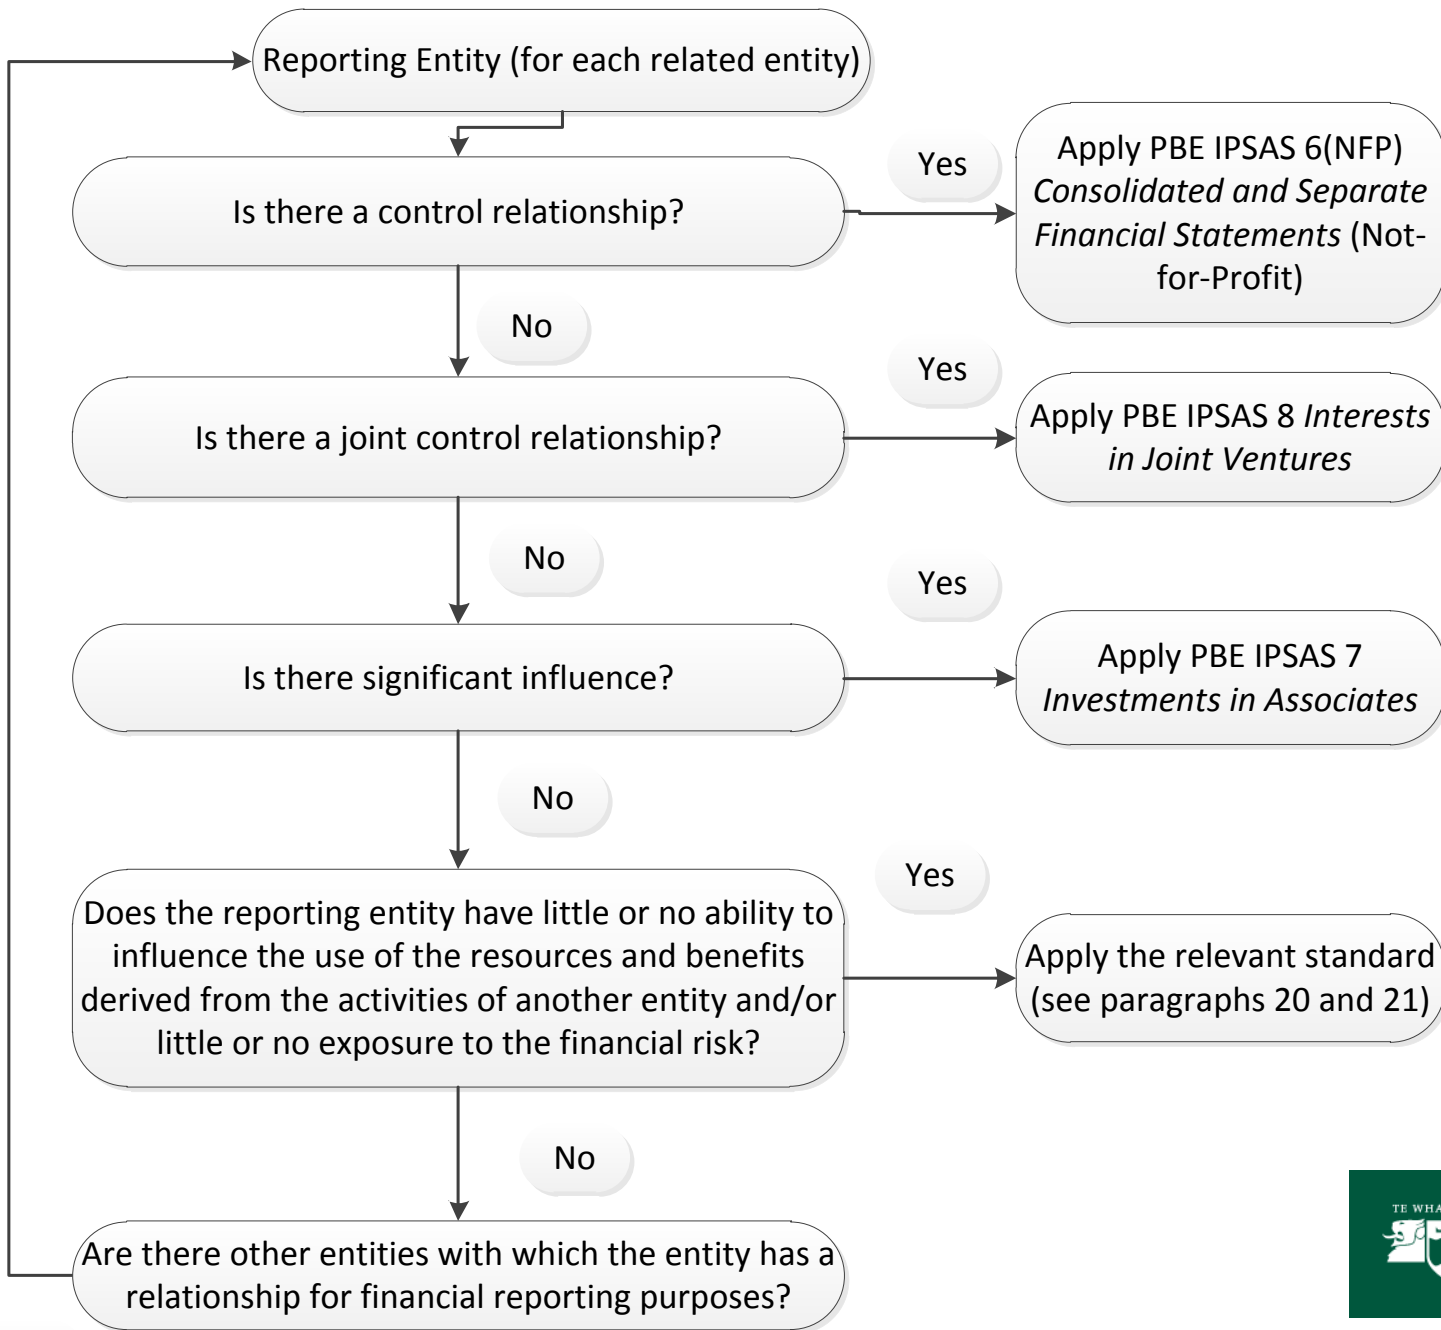 Reporting Entity (for each related entity)
Is there a control relationship?
Yes
Apply PBE IPSAS 6(NFP)
Consolidated and Separate
Financial Statements (Not-
for-Profit)
No
Is there a joint control relationship?
Yes
Apply PBE IPSAS 8 Interests
in Joint Ventures
No
Is there significant influence?
Yes
Apply PBE IPSAS 7
Investments in Associates
No
Does the reporting entity have little or no ability to
influence the use of the resources and benefits
derived from the activities of another entity and/or
little or no exposure to the financial risk?
Yes
Apply the relevant standard
(see paragraphs 20 and 21)
No
Are there other entities with which the entity has a
relationship for financial reporting purposes?
TE WHA